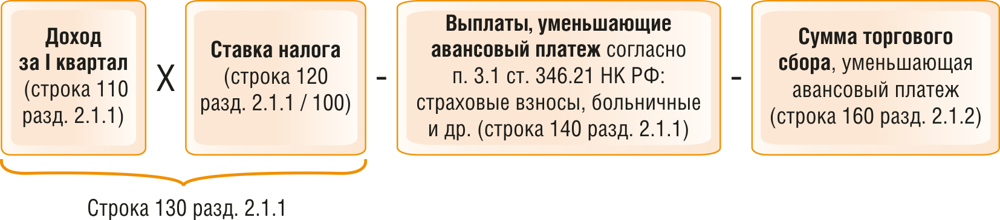 Доход
за I квартал
(строка 110
разд. 2.1.1)
X
Ставка налога
(строка 120
разд. 2.1.1 / 100)
-
Выплаты, уменьшающие
авансовый платеж согласно
п. 3.1 ст. 346.21 НК РФ:
страховые взносы, больничные
и др. (строка 140 разд. 2.1.1)
-
Сумма торгового
сбора, уменьшающая
авансовый платеж
(строка 160 разд. 2.1.2)
Строка 130 разд. 2.1.1